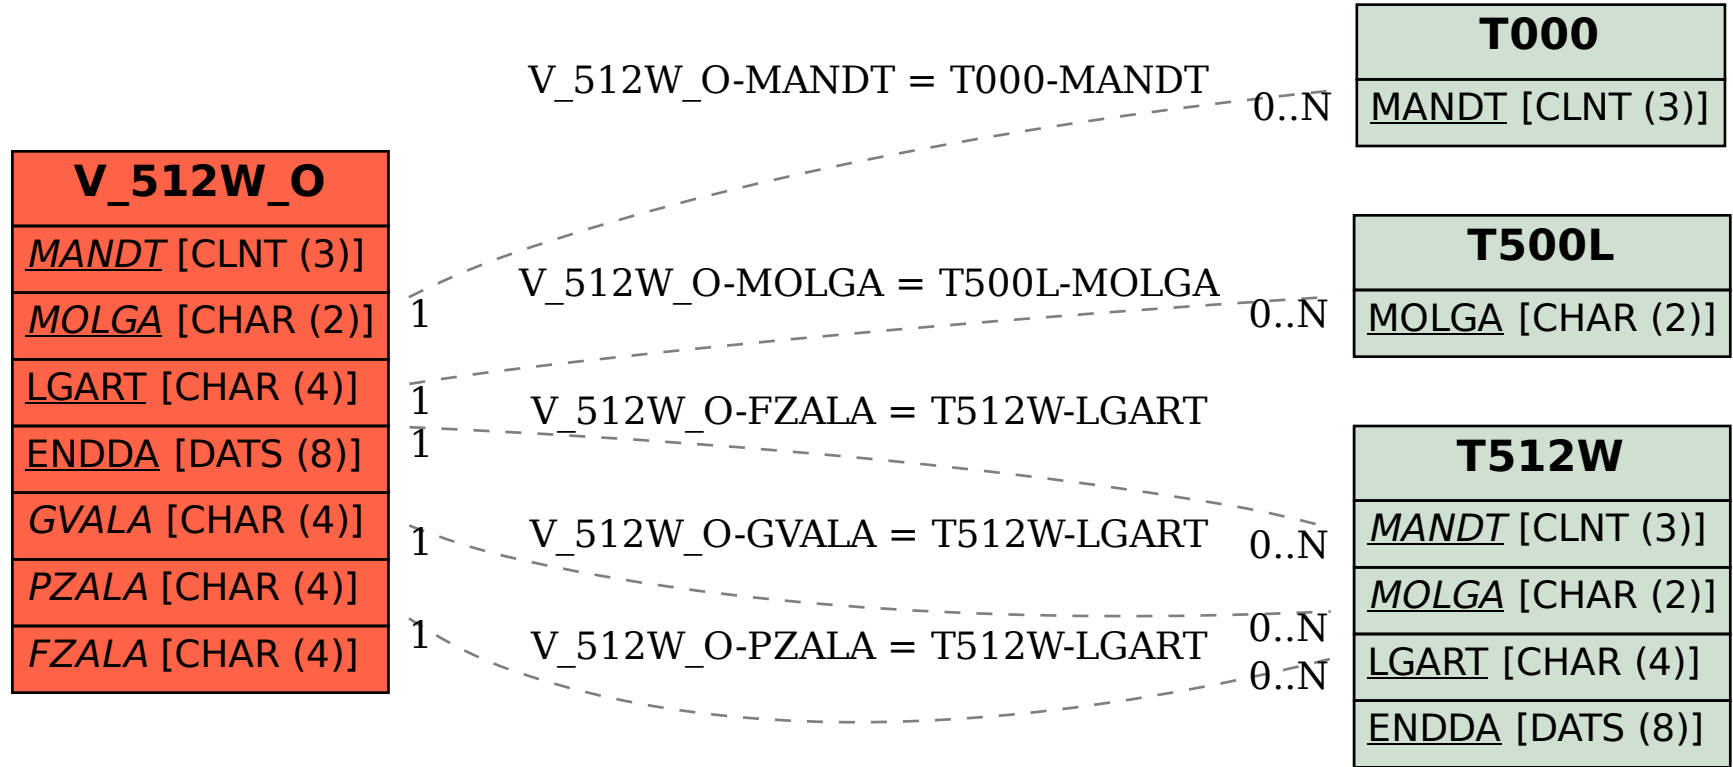 V_512W_O
MANDT [CLNT (3)]
MOLGA [CHAR (2)]
LGART [CHAR (4)]
ENDDA [DATS (8)]
GVALA [CHAR (4)]
PZALA [CHAR (4)]
FZALA [CHAR (4)]
V_512W_O-MANDT = T000-MANDT
1
0..N
V_512W_O-MOLGA = T500L-MOLGA
1
0..N
V_512W_O-FZALA = T512W-LGART
1
0..N
V_512W_O-GVALA = T512W-LGART
1
0..N
V_512W_O-PZALA = T512W-LGART
1
0..N
T000
MANDT [CLNT (3)]
T500L
MOLGA [CHAR (2)]
T512W
MANDT [CLNT (3)]
MOLGA [CHAR (2)]
LGART [CHAR (4)]
ENDDA [DATS (8)]